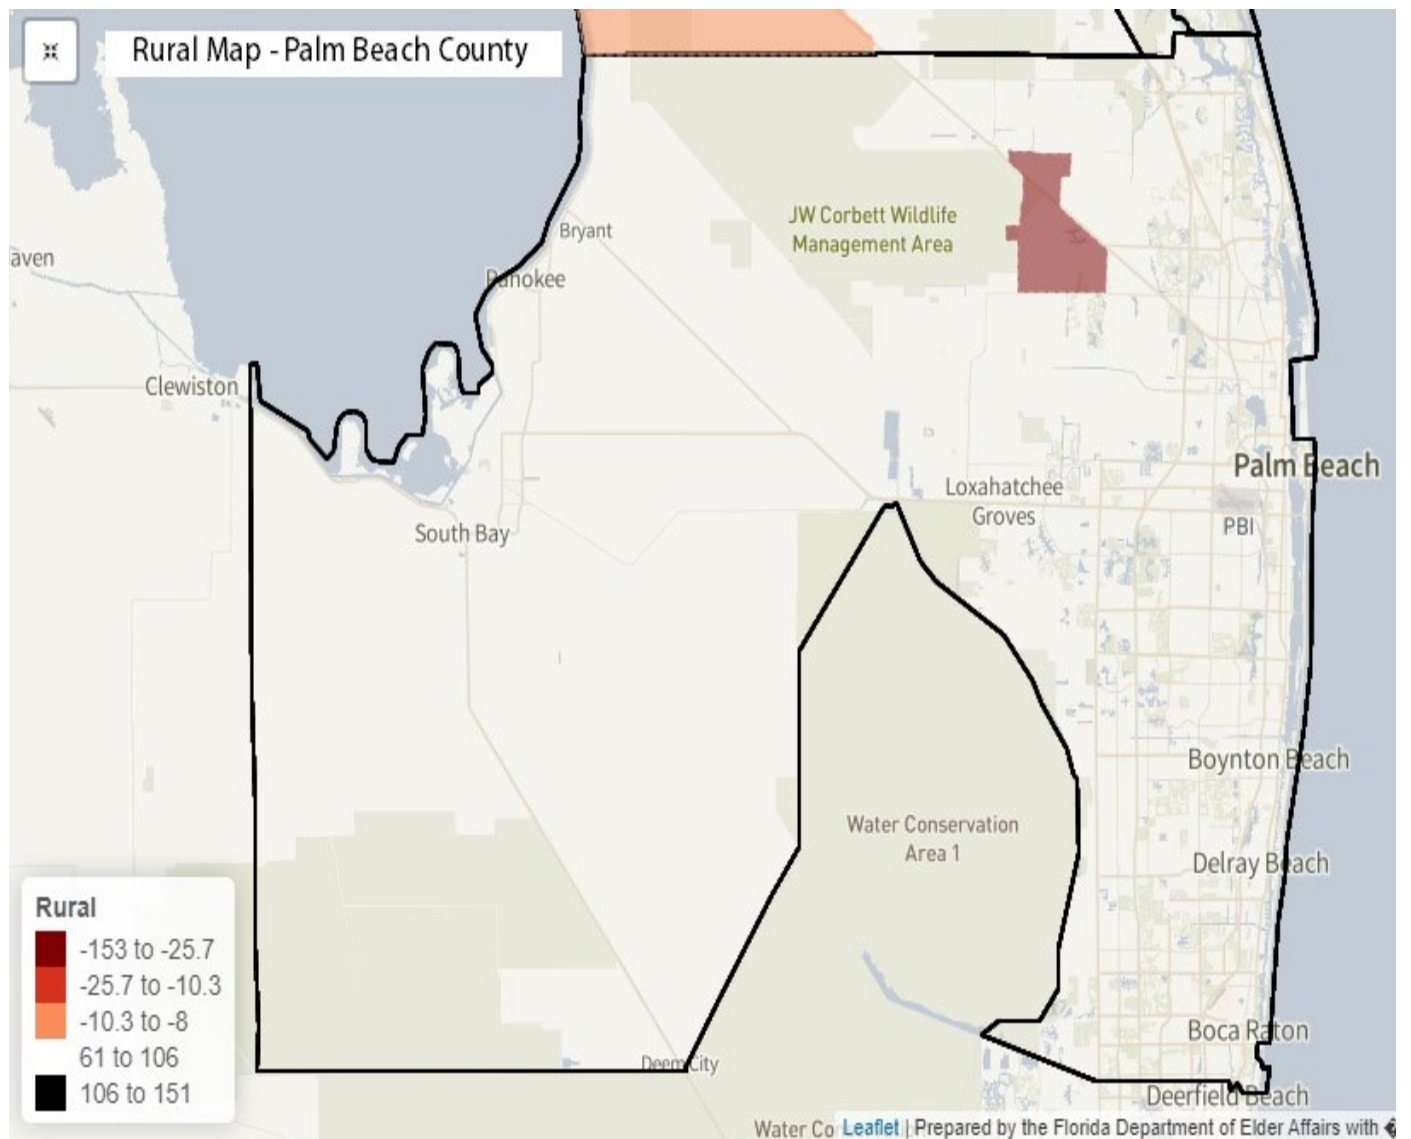 Rural Map - Palm Beach County
JW Corbett Wildlife
Management Area
Bryant
aven
Pahokee
Clewiston
Palm Beach
Loxahatchee
Groves
PBI
South Bay
Boynton Beach
Water Conservation
Area 1
Delray Beach
Rural
-153 to -25.7
-25.7 to -10.3
-10.3 to -8
61 to 106
106 to 151
Boca Raton
Deem City
Deerfield Beach
Water Co
Leaflet | Prepared by the Florida Department of Elder Affairs with �